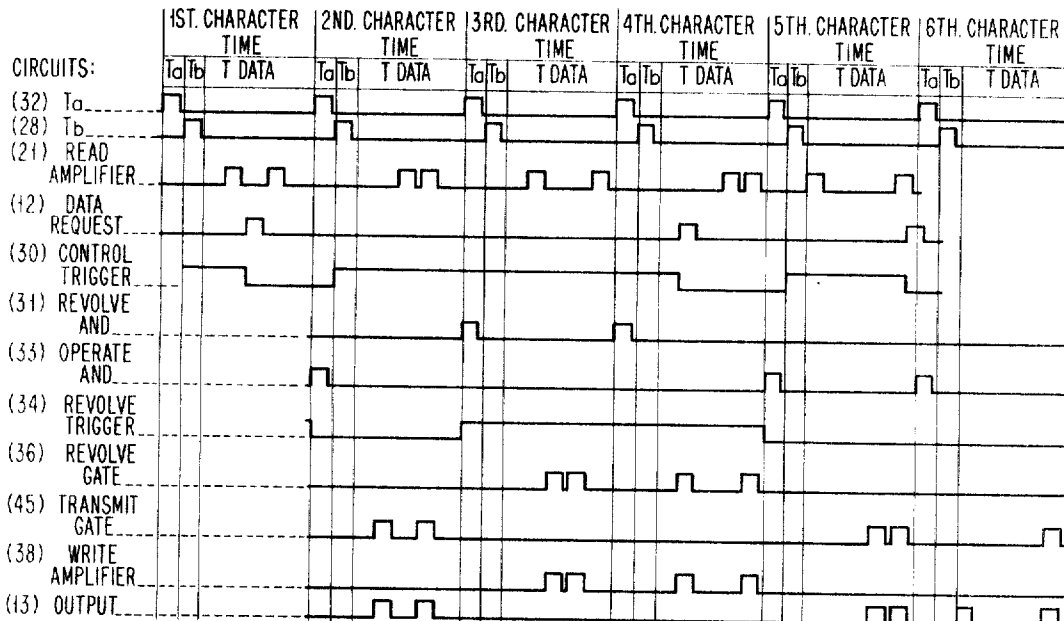 1ST. CHARACTER TIME
2ND. CHARACTER TIME
3RD. CHARACTER TIME
4TH. CHARACTER TIME
5TH. CHARACTER TIME
6TH. CHARACTER TIME
CIRCUITS:
Ta Tb T DATA Ta Tb T DATA Ta Tb T DATA Ta Tb T DATA Ta Tb T DATA Ta Tb T DATA
(32) Ta
(28) Tb
(21) READ
AMPLIFIER
(12) DATA
REQUEST
(30) CONTROL
TRIGGER
(31) REVOLVE
AND
(33) OPERATE
AND
(34) REVOLVE
TRIGGER
(36) REVOLVE
GATE
(45) TRANSMIT
GATE
(38) WRITE
AMPLIFIER
(13) OUTPUT